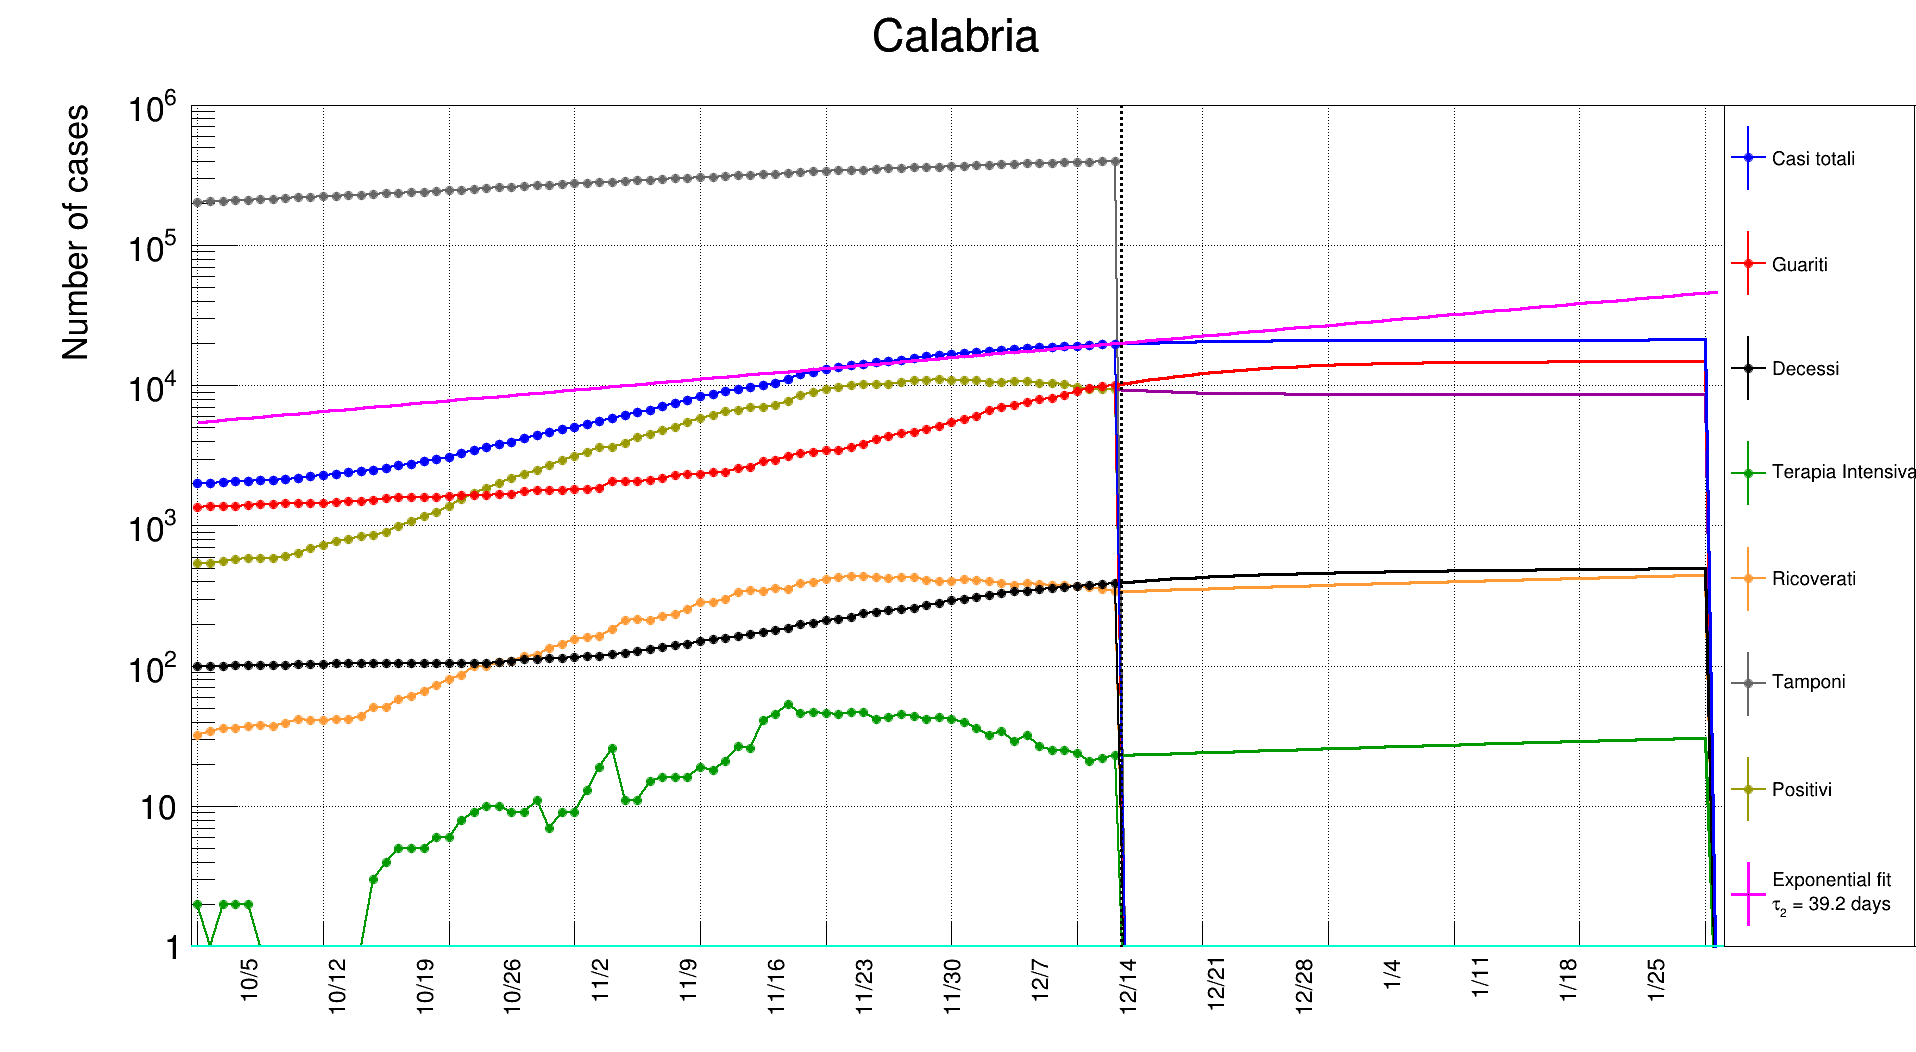 Calabria
Number of cases
10^6
10^5
10^4
10^3
10^2
10
1
10/5
10/12
10/19
10/26
11/2
11/9
11/16
11/23
11/30
12/7
12/14
12/21
12/28
1/4
1/11
1/18
1/25
Casi totali
Guariti
Decessi
Terapia Intensiva
Ricoverati
Tamponi
Positivi
Exponential fit
τ_2 = 39.2 days